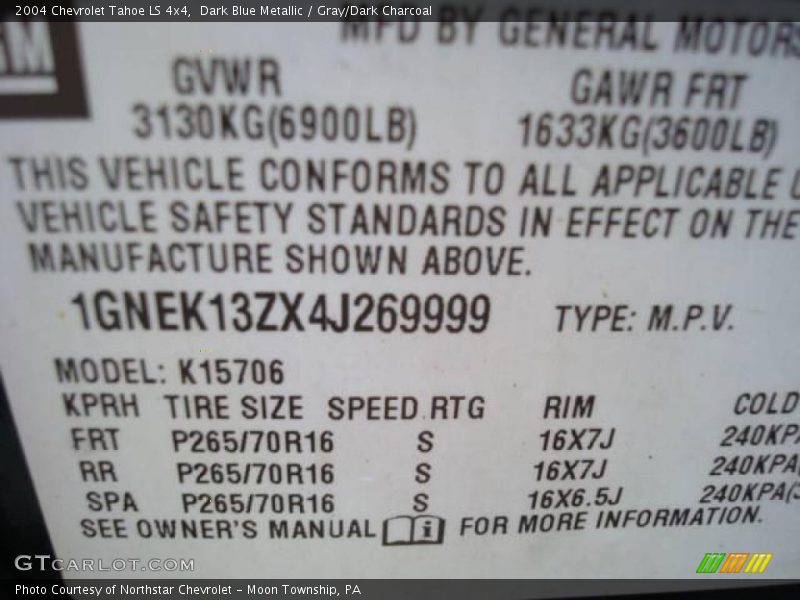 2004 Chevrolet Tahoe LS 4x4, Dark Blue Metallic / Gray/Dark Charcoal
MFD BY GENERAL MOTORS
GVWR GAWR FRT
3130KG(6900LB) 1633KG(3600LB)
THIS VEHICLE CONFORMS TO ALL APPLICABLE
VEHICLE SAFETY STANDARDS IN EFFECT ON THE
MANUFACTURE SHOWN ABOVE.
1GNEK13ZX4J269999 TYPE: M.P.V.
MODEL: K15706
KPRH TIRE SIZE SPEED RTG RIM COLD
FRT P265/70R16 S 16X7J 240KPA
RR P265/70R16 S 16X7J 240KPA
SPA P265/70R16 S 16X6.5J 240KPA(
SEE OWNER'S MANUAL i FOR MORE INFORMATION.
GTCARLOT.COM
Photo Courtesy of Northstar Chevrolet - Moon Township, PA